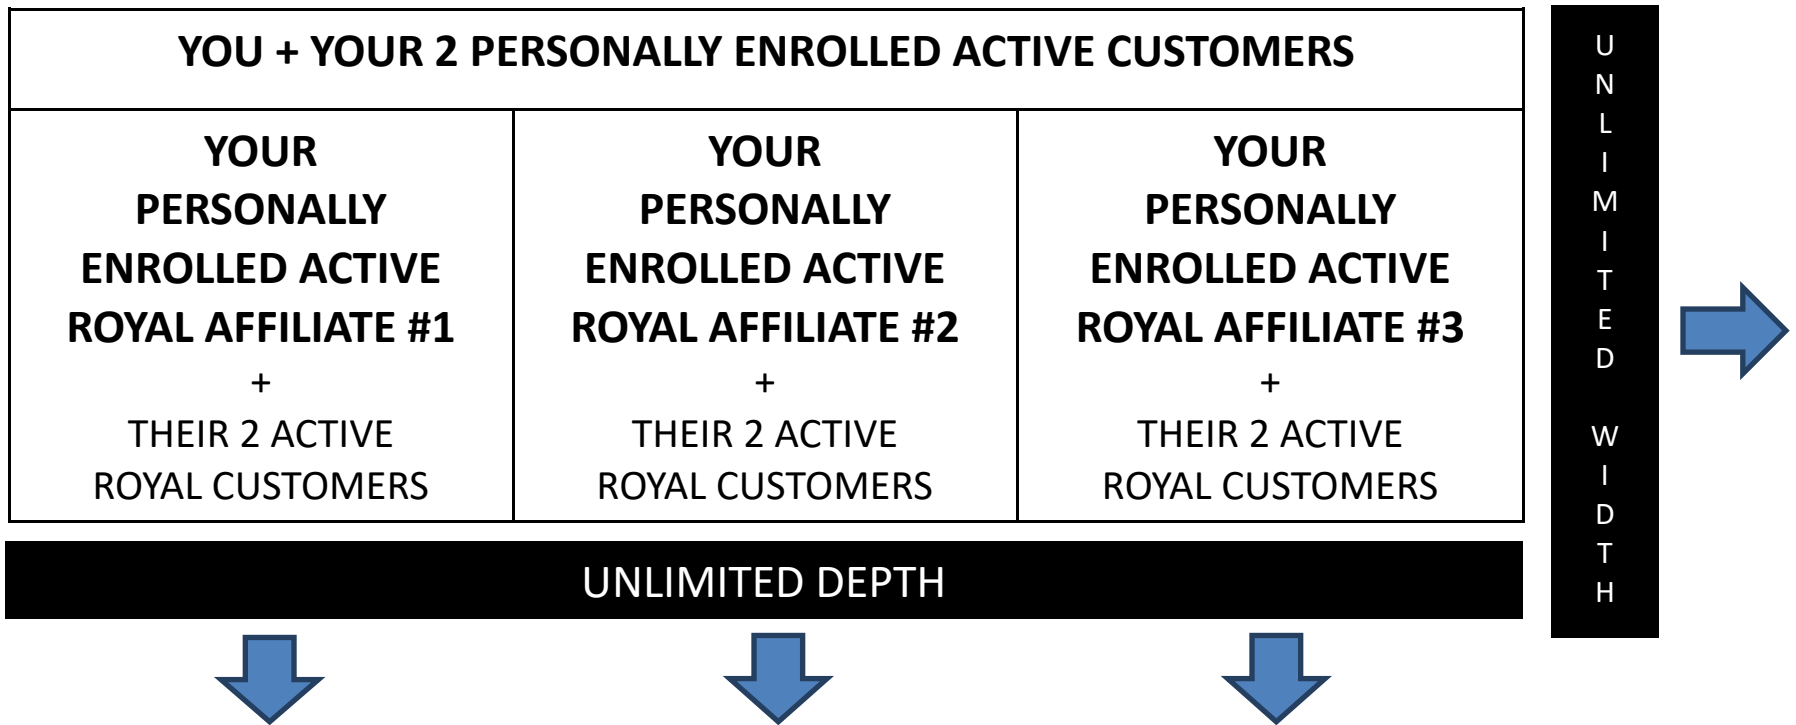 YOU + YOUR 2 PERSONALLY ENROLLED ACTIVE CUSTOMERS
YOUR
PERSONALLY
ENROLLED ACTIVE
ROYAL AFFILIATE #1
+
THEIR 2 ACTIVE
ROYAL CUSTOMERS
YOUR
PERSONALLY
ENROLLED ACTIVE
ROYAL AFFILIATE #2
+
THEIR 2 ACTIVE
ROYAL CUSTOMERS
YOUR
PERSONALLY
ENROLLED ACTIVE
ROYAL AFFILIATE #3
+
THEIR 2 ACTIVE
ROYAL CUSTOMERS
UNLIMITED DEPTH
UNLIMITED WIDTH